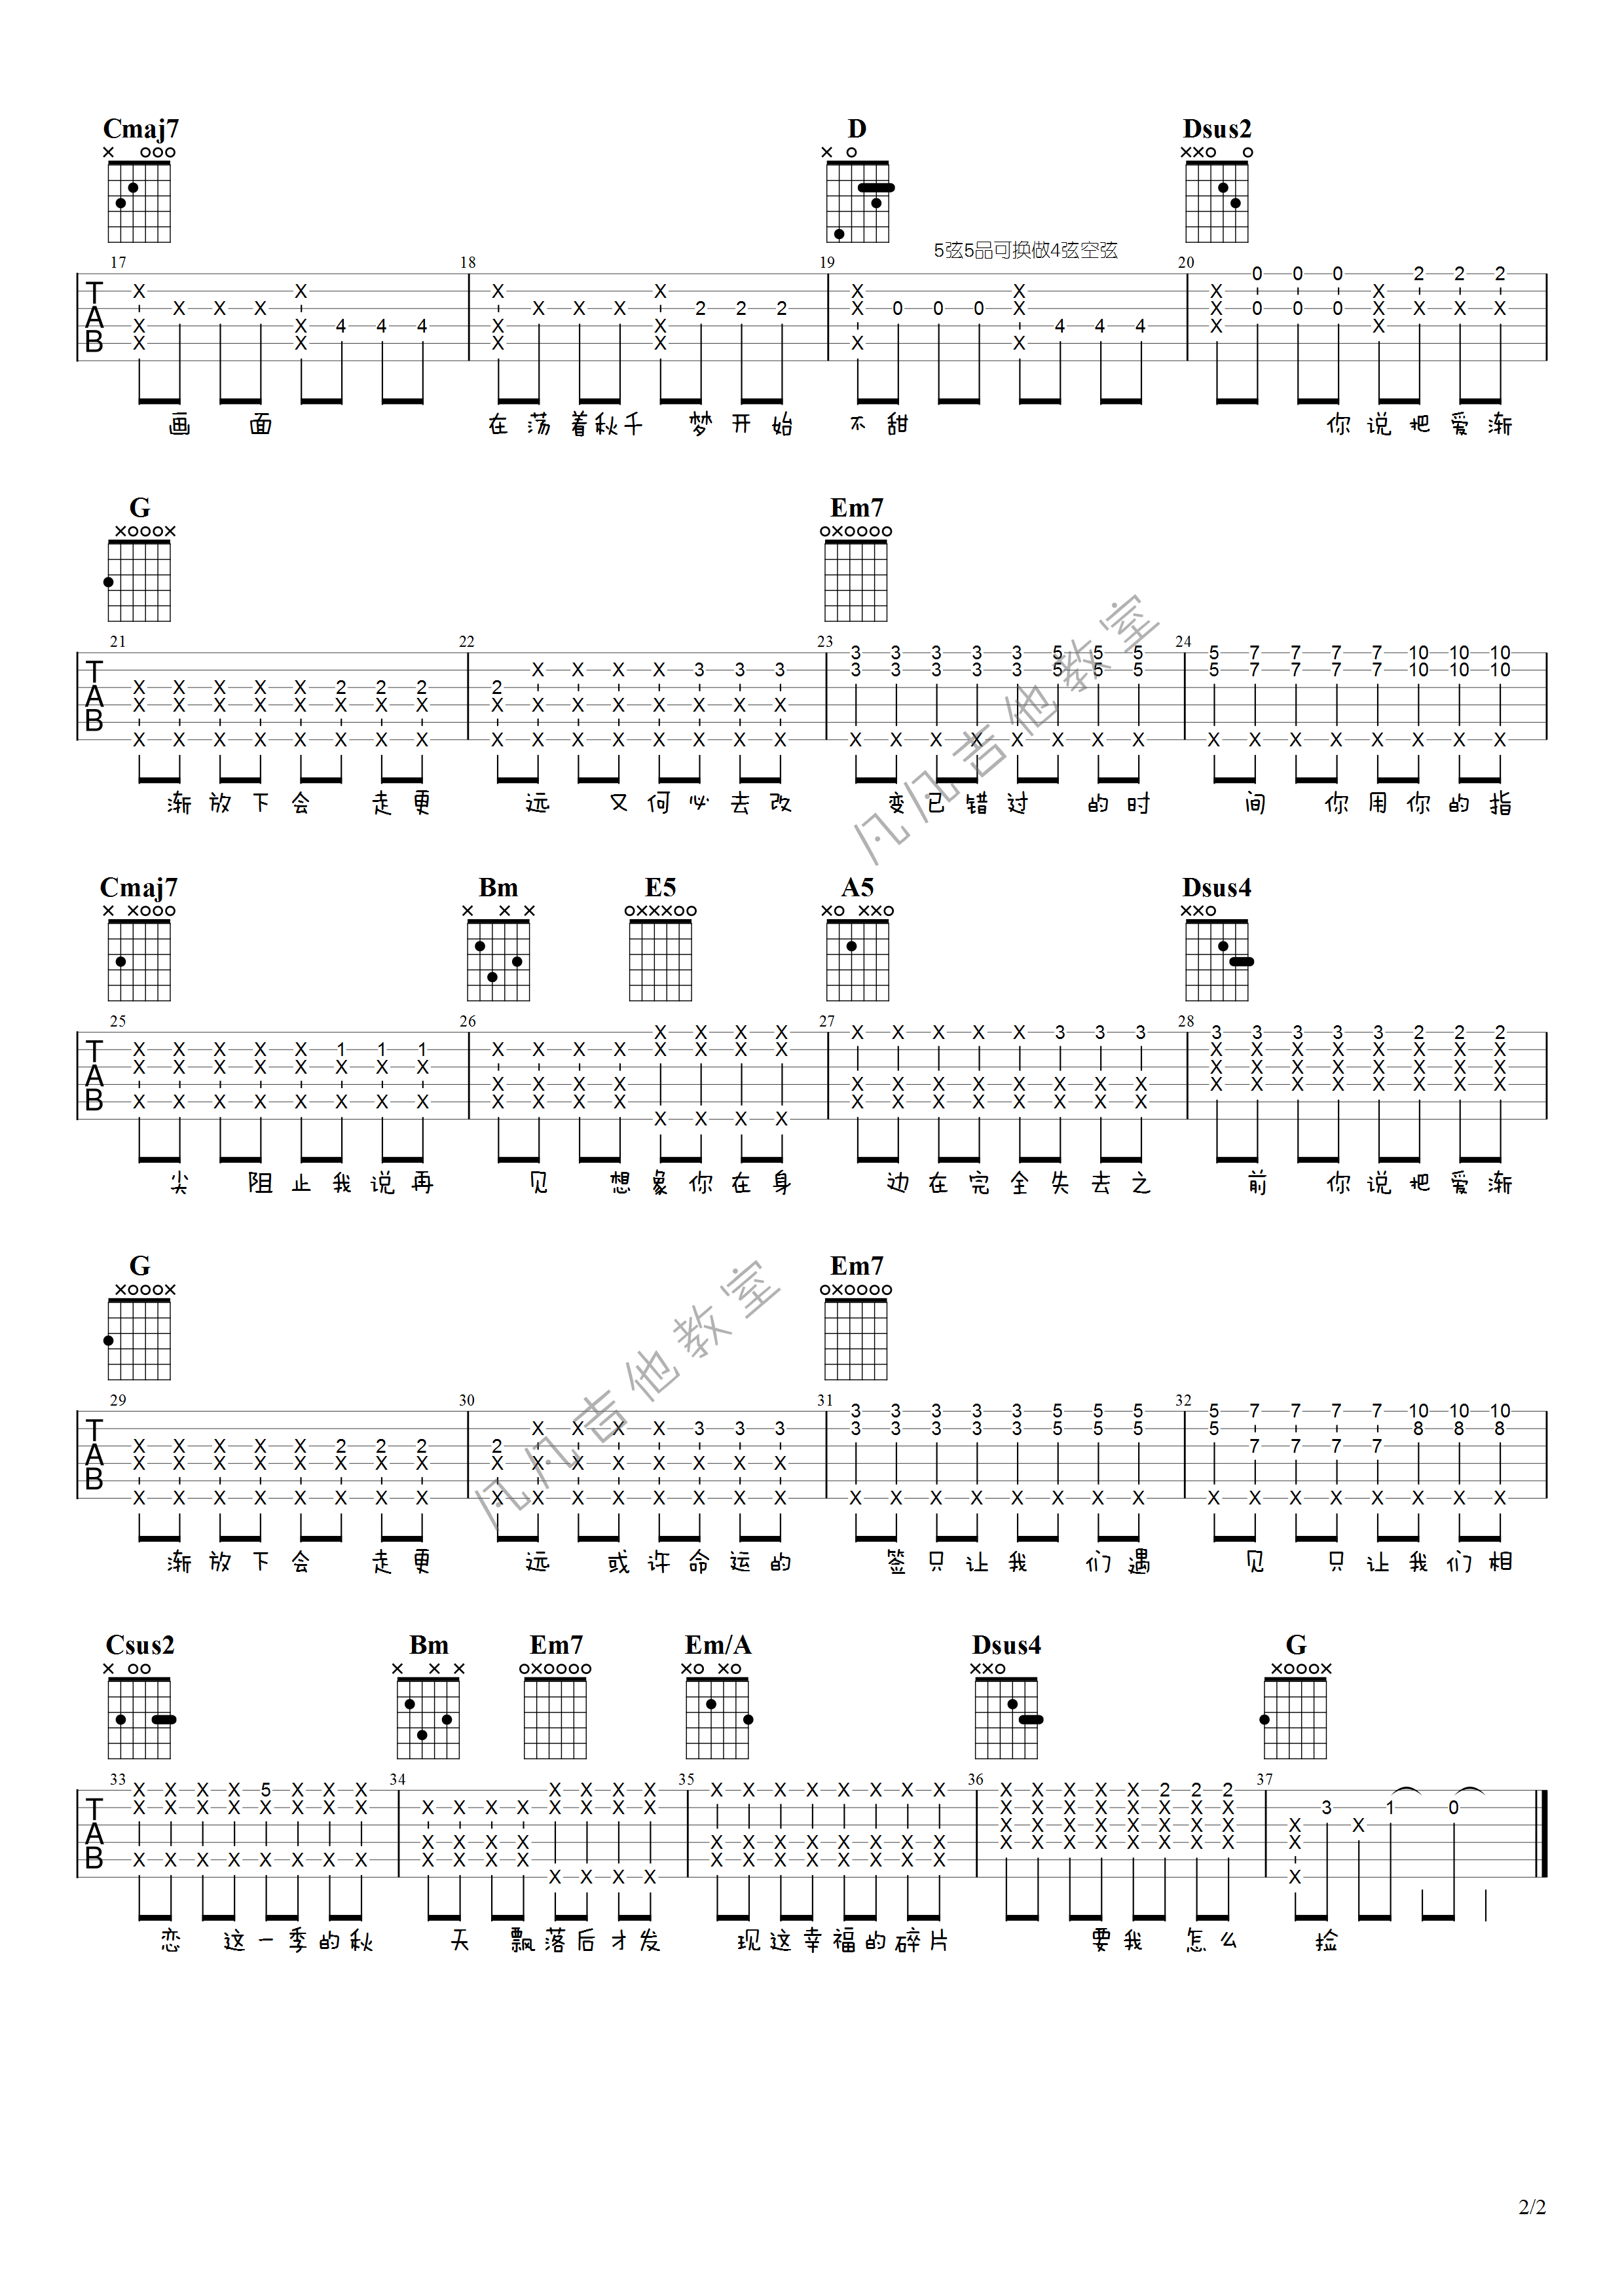 Cmaj7 D Dsus2
5弦5品可换做4弦空弦
17 18 19 20
画 面 在 荡 着 秋 千 梦 开 始 不 甜 你 说 把 爱 渐
G Em7
21 22 23 24
渐 放 下 会 走 更 远 又 何 必 去 改 变 已 错 过 的 时 间 你 用 你 的 指
凡凡吉他教室
Cmaj7 Bm E5 A5 Dsus4
25 26 27 28
尖 阻 止 我 说 再 见 想 象 你 在 身 边 在 完 全 失 去 之 前 你 说 把 爱 渐
G Em7
29 30 31 32
渐 放 下 会 走 更 远 或 许 命 运 的 签 只 让 我 们 遇 见 只 让 我 们 相
凡凡吉他教室
Csus2 Bm Em7 Em/A Dsus4 G
33 34 35 36 37
恋 这 一 季 的 秋 天 飘 落 后 才 发 现 这 幸 福 的 碎 片 要 我 怎 么 捡
2/2